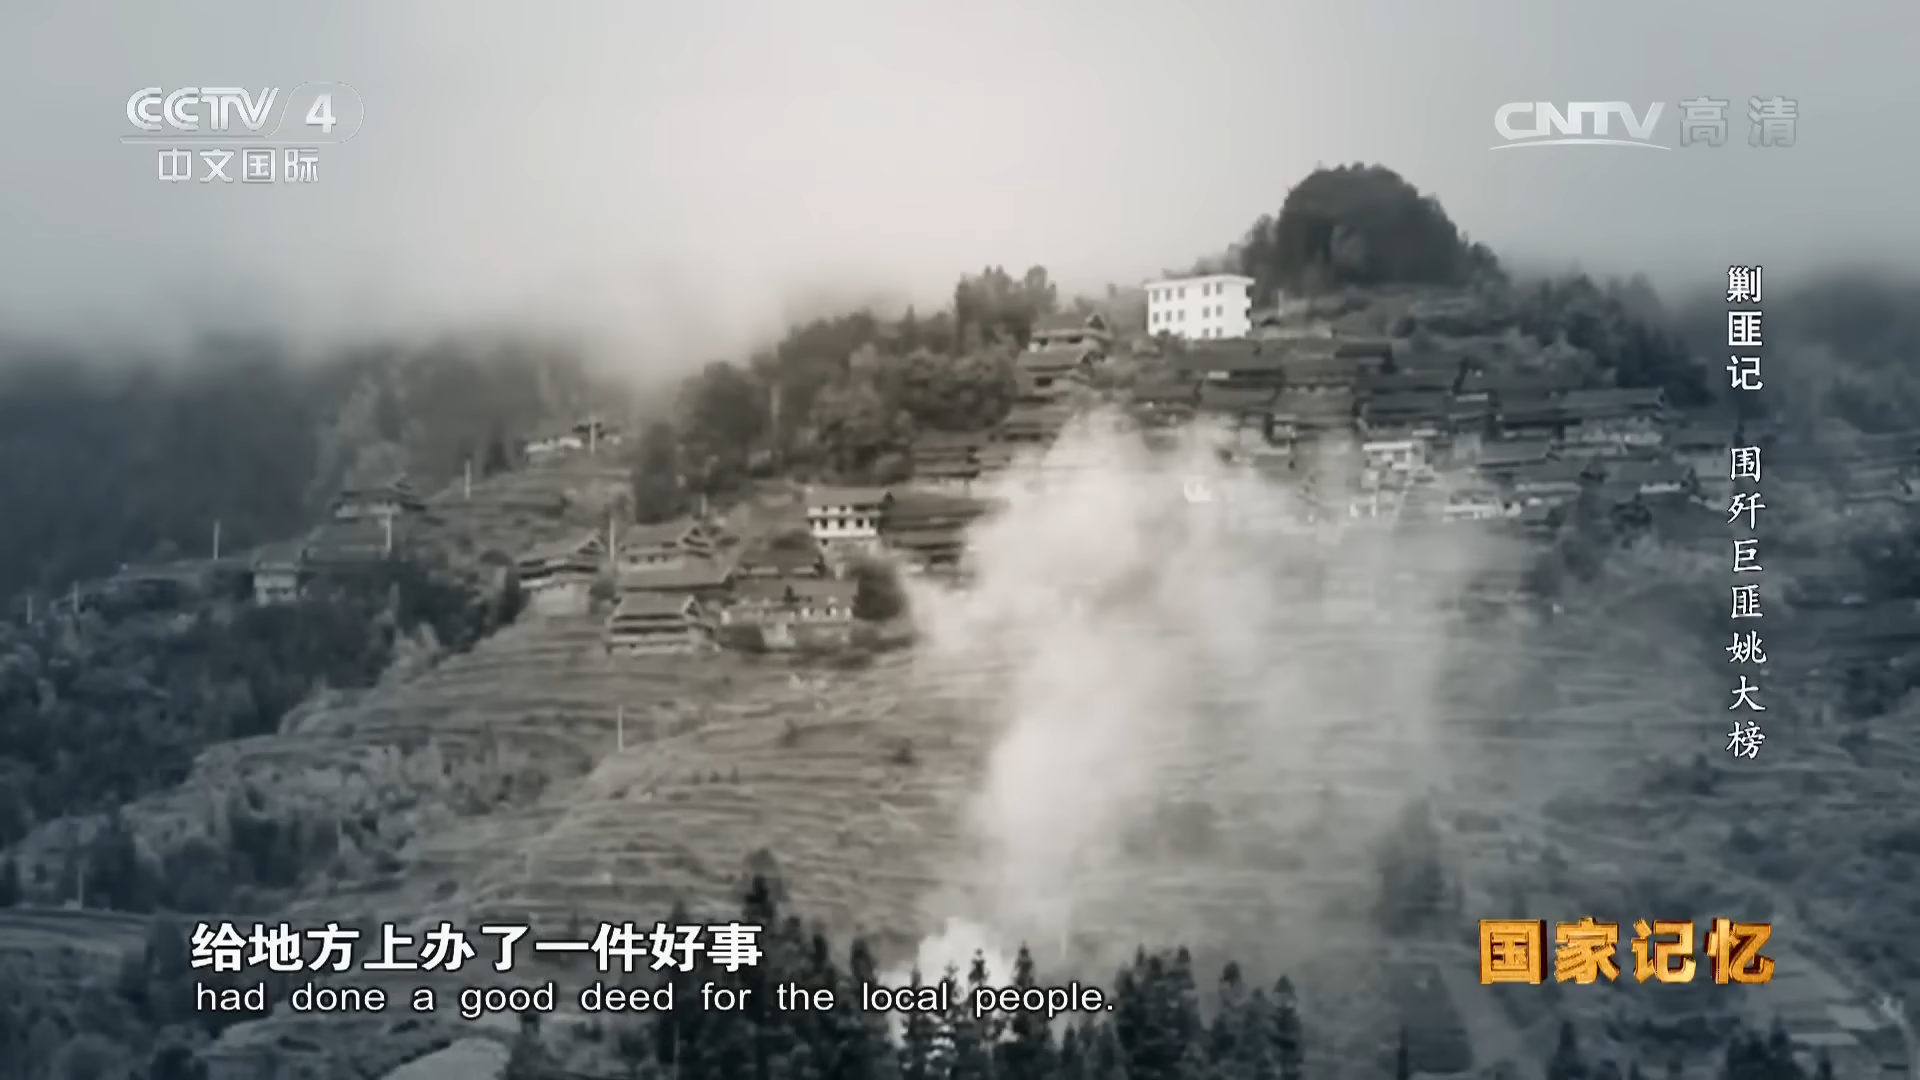 CCTV 4
中文国际
CNTV 高清
剿匪记 围歼巨匪姚大榜
给地方上办了一件好事
had done a good deed for the local people.
国家记忆